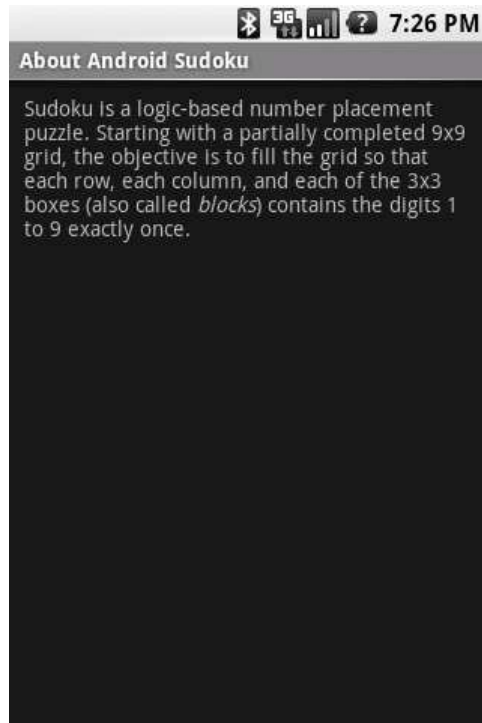 3G ? 7:26 PM
About Android Sudoku
Sudoku is a logic-based number placement
puzzle. Starting with a partially completed 9x9
grid, the objective is to fill the grid so that
each row, each column, and each of the 3x3
boxes (also called blocks) contains the digits 1
to 9 exactly once.